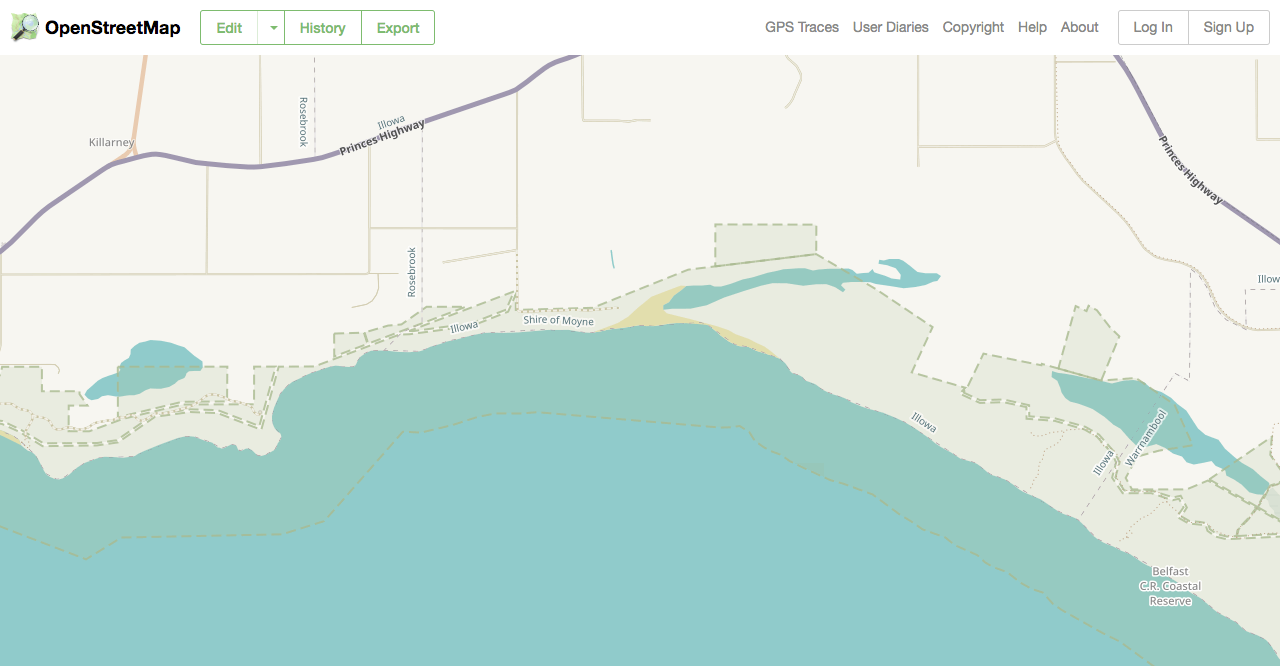 OpenStreetMap
Edit
History
Export
GPS Traces
User Diaries
Copyright
Help
About
Log In
Sign Up
Rosebrook
Illowa
Princes Highway
Killarney
Princes Highway
Rosebrook
Illow
Illowa
Shire of Moyne
Illowa
Warrnambool
Illowa
Belfast
C.R. Coastal
Reserve